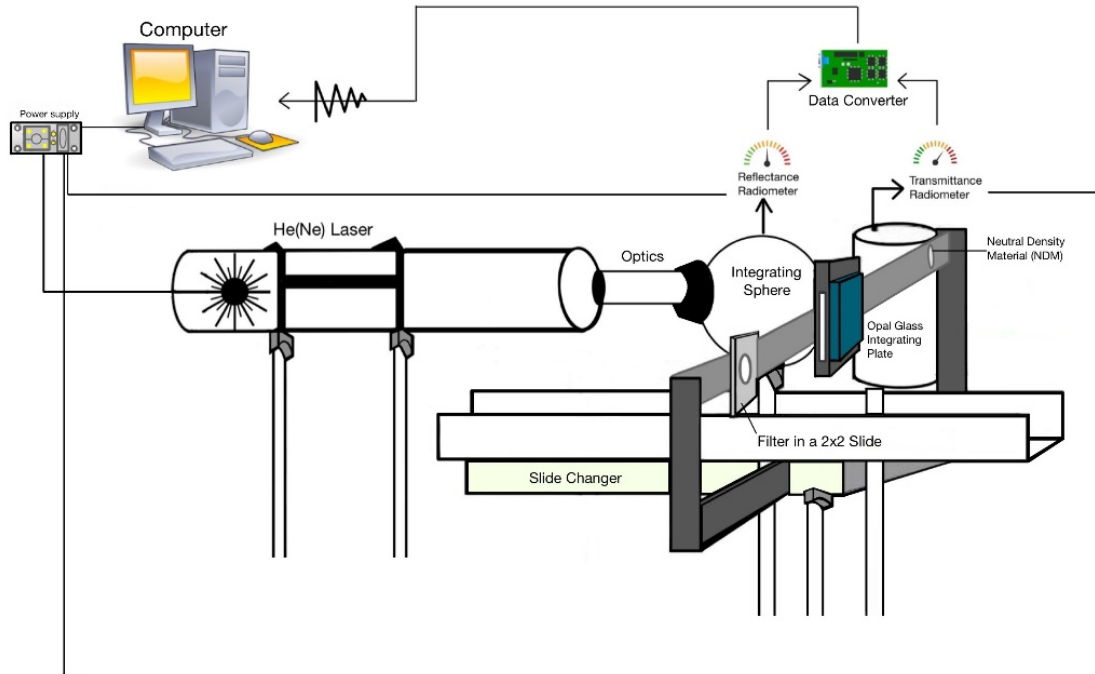 Computer
Power supply
Data Converter
Reflectance
Radiometer
Transmittance
Radiometer
He(Ne) Laser
Optics
Integrating
Sphere
Neutral Density
Material (NDM)
Opal Glass
Integrating
Plate
Filter in a 2x2 Slide
Slide Changer